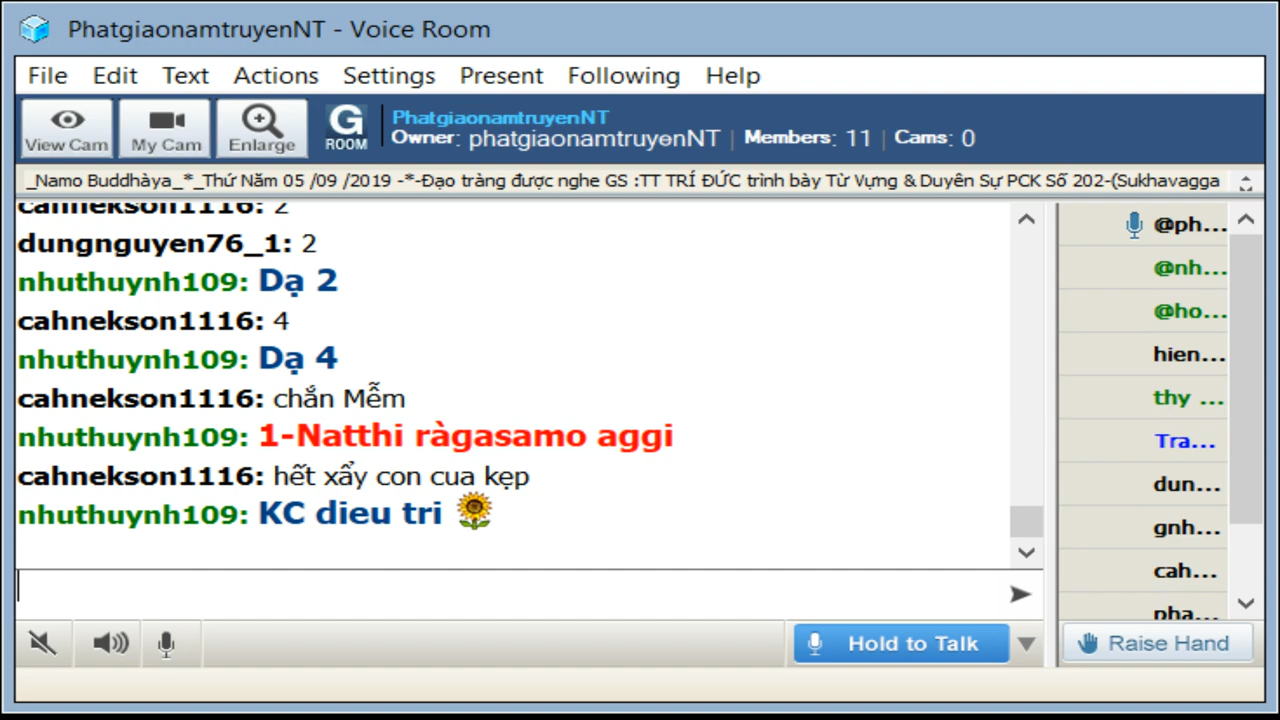 PhatgiaonamtruyenNT - Voice Room
File Edit Text Actions Settings Present Following Help
View Cam My Cam Enlarge G ROOM
PhatgiaonamtruyenNT
Owner: phatgiaonamtruyenNT | Members: 11 | Cams: 0
_Namo Buddhàya_*_Thứ Năm 05 /09 /2019 -*-Đạo tràng được nghe GS :TT TRÍ ĐỨC trình bày Từ Vựng & Duyên Sự PCK Số 202-(Sukhavagga
cahnekson1116: 2
dungnguyen76_1: 2
nhuthuynh109: Dạ 2
cahnekson1116: 4
nhuthuynh109: Dạ 4
cahnekson1116: chắn Mễm
nhuthuynh109: 1-Natthi ràgasamo aggi
cahnekson1116: hết xẩy con cua kẹp
nhuthuynh109: KC dieu tri
@ph...
@nh...
@ho...
hien...
thy ...
Tra...
dun...
gnh...
cah...
pha...
Hold to Talk
Raise Hand